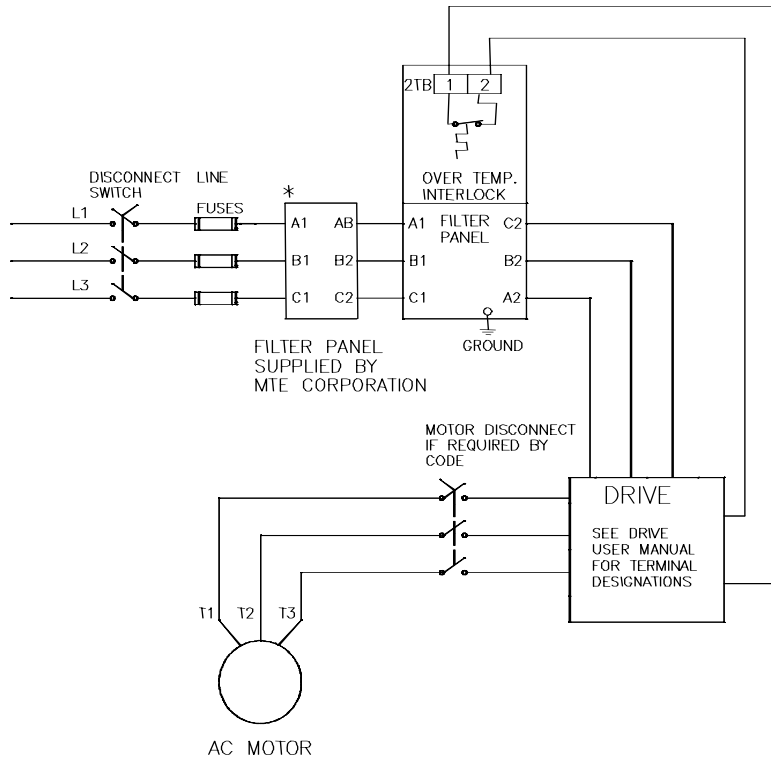 2TB 1 2
OVER TEMP.
INTERLOCK
DISCONNECT LINE
SWITCH
FUSES
*
L1
L2
L3
A1 AB
B1 B2
C1 C2
A1 FILTER C2
PANEL
B1 B2
C1 A2
GROUND
FILTER PANEL
SUPPLIED BY
MTE CORPORATION
MOTOR DISCONNECT
IF REQUIRED BY
CODE
DRIVE
SEE DRIVE
USER MANUAL
FOR TERMINAL
DESIGNATIONS
T1 T2 T3
AC MOTOR